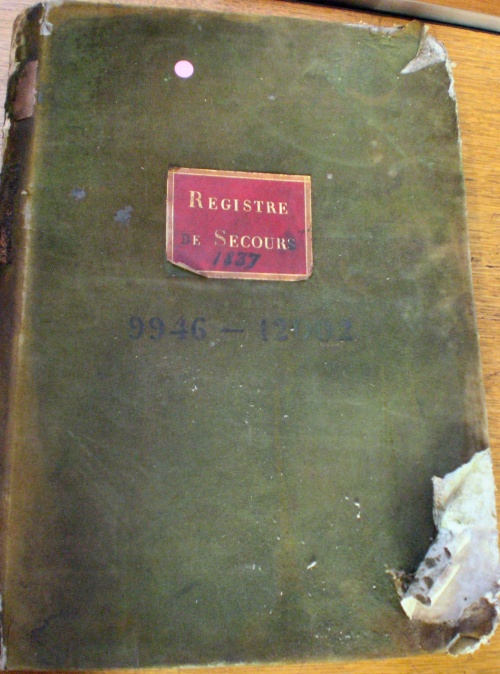 REGISTRE
DE SECOURS
1837
9946 —